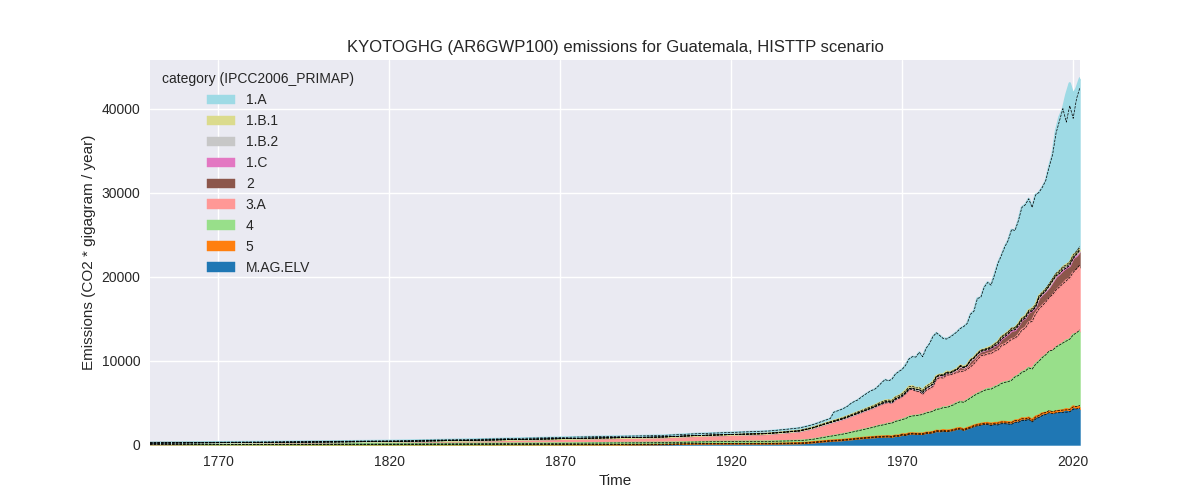 KYOTOGHG (AR6GWP100) emissions for Guatemala, HISTTP scenario
category (IPCC2006_PRIMAP)
1.A
1.B.1
1.B.2
1.C
2
3.A
4
5
M.AG.ELV
Emissions (CO2 * gigagram / year)
40000
30000
20000
10000
0
1770
1820
1870
1920
1970
2020
Time